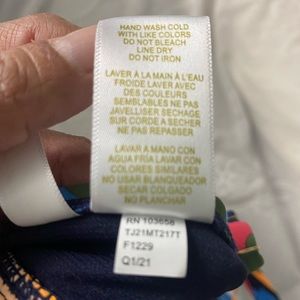 HAND WASH COLD
WITH LIKE COLORS
DO NOT BLEACH
LINE DRY
DO NOT IRON
LAVER À LA MAIN À L'EAU
FROIDE LAVER AVEC
DES COULEURS
SEMBLABLES NE PAS
JAVELLISER SECHAGE
SUR CORDE A SECHER
NE PAS REPASSER
LAVAR A MANO CON
AGUA FRÍA LAVAR CON
COLORES SIMILARES
NO USAR BLANQUEADOR
SECAR COLGADO
NO PLANCHAR
RN 103658
TJ21MT217T
F1229
Q1/21